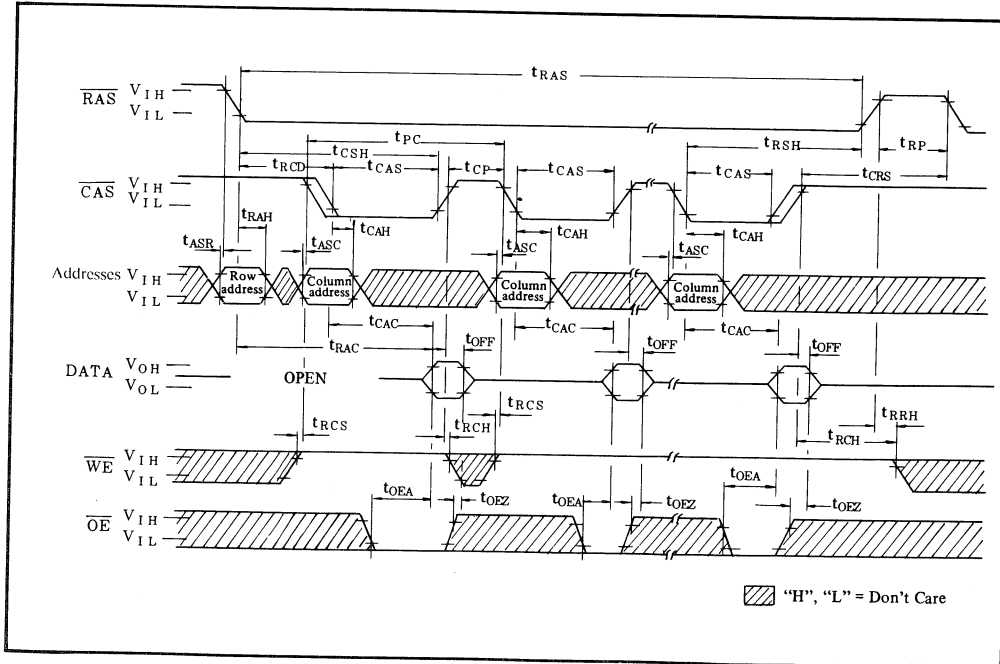 tRAS
RAS VIH
VIL
tPC
tCSH
tRSH
tRP
tRCD tCAS tCP tCAS tCAS tCRS
CAS VIH
VIL
tRAH
tASR tASC tCAH tASC tCAH tASC tCAH
Addresses VIH
VIL
Row address
Column address
Column address
Column address
tCAC tCAC tCAC
tRAC tOFF tOFF tOFF
DATA VOH
VOL
OPEN
tRCS tRCH tRCS tRCH tRRH
WE VIH
VIL
tOEA tOEZ tOEA tOEZ tOEA tOEZ
OE VIH
VIL
"H", "L" = Don't Care